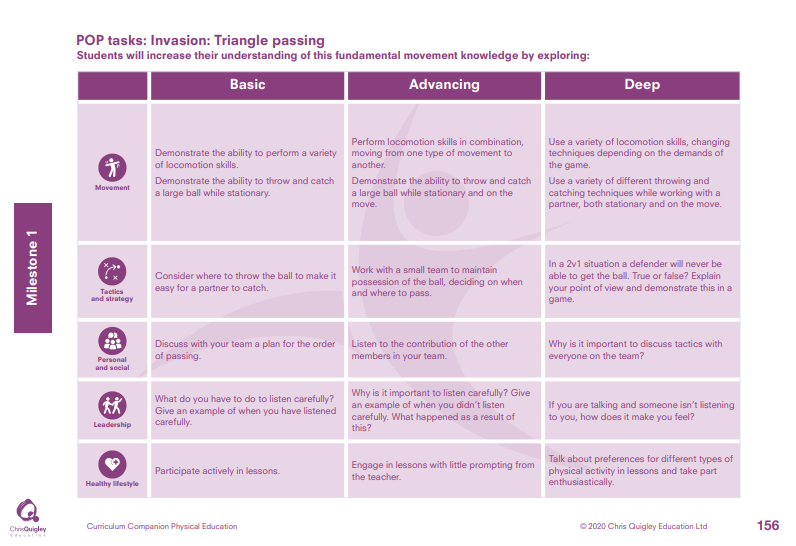 POP tasks: Invasion: Triangle passing
Students will increase their understanding of this fundamental movement knowledge by exploring:
Basic
Advancing
Deep
Milestone 1
Movement
Demonstrate the ability to perform a variety
of locomotion skills.
Demonstrate the ability to throw and catch
a large ball while stationary.
Perform locomotion skills in combination,
moving from one type of movement to
another.
Demonstrate the ability to throw and catch
a large ball while stationary and on the
move.
Use a variety of locomotion skills, changing
techniques depending on the demands of
the game.
Use a variety of different throwing and
catching techniques while working with a
partner, both stationary and on the move.
Tactics
and strategy
Consider where to throw the ball to make it
easy for a partner to catch.
Work with a small team to maintain
possession of the ball, deciding on when
and where to pass.
In a 2v1 situation a defender will never be
able to get the ball. True or false? Explain
your point of view and demonstrate this in a
game.
Personal
and social
Discuss with your team a plan for the order
of passing.
Listen to the contribution of the other
members in your team.
Why is it important to discuss tactics with
everyone on the team?
Leadership
What do you have to do to listen carefully?
Give an example of when you have listened
carefully.
Why is it important to listen carefully? Give
an example of when you didn't listen
carefully. What happened as a result of
this?
If you are talking and someone isn't listening
to you, how does it make you feel?
Healthy lifestyle
Participate actively in lessons.
Engage in lessons with little prompting from
the teacher.
Talk about preferences for different types of
physical activity in lessons and take part
enthusiastically.
ChrisQuigley
Education
Curriculum Companion Physical Education
© 2020 Chris Quigley Education Ltd
156